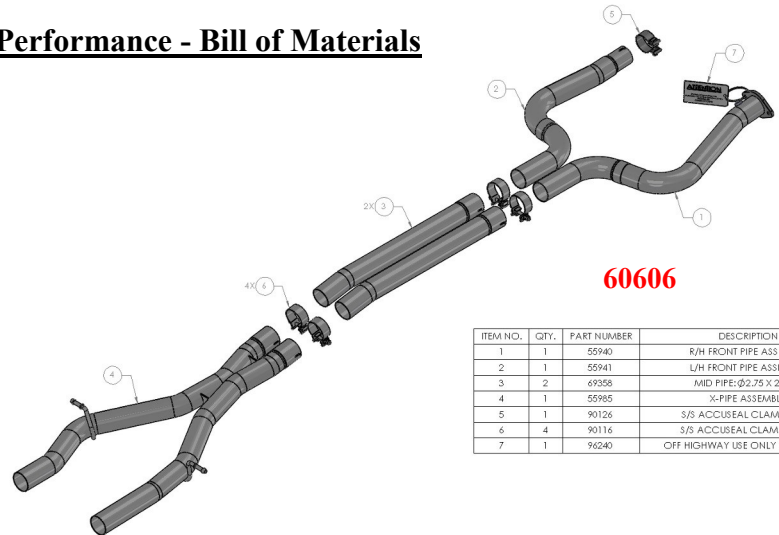 Performance - Bill of Materials
5
7
ATTENTION
2
2X 3
1
4X 6
60606
4
ITEM NO. QTY. PART NUMBER DESCRIPTION
1 1 55940 R/H FRONT PIPE ASS
2 1 55941 L/H FRONT PIPE ASSE
3 2 69358 MID PIPE: Ø2.75 X 2
4 1 55985 X-PIPE ASSEMBL
5 1 90126 S/S ACCUSEAL CLAM
6 4 90116 S/S ACCUSEAL CLAM
7 1 96240 OFF HIGHWAY USE ONLY